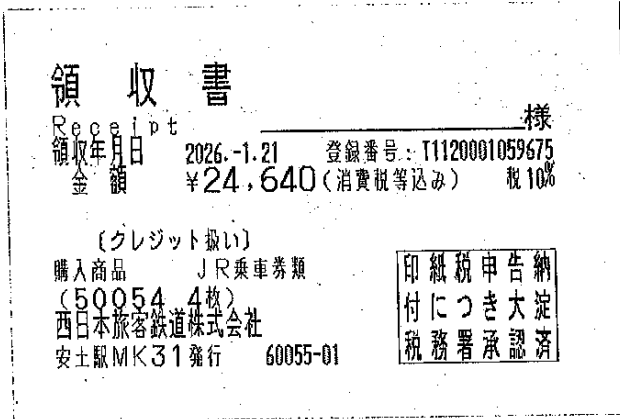 領収書
Receipt
様
領収年月日 2026.-1.21 登録番号：T1120001059675
金額 ¥24,640(消費税等込み) 税10%
〔クレジット扱い〕
購入商品 JR乗車券類
(50054 4枚)
西日本旅客鉄道株式会社
安土駅MK31発行 60055-01
印紙税申告納
付につき大淀
税務署承認済